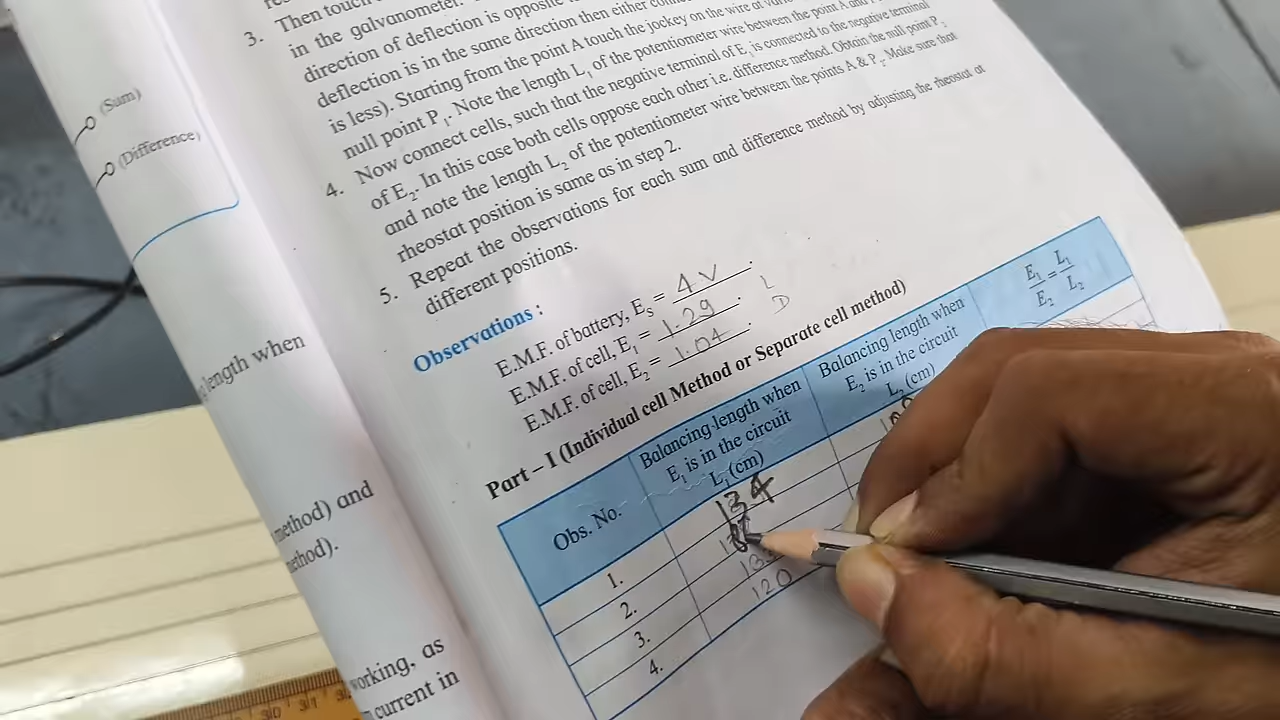 3. Then touch
in the galvanometer.
direction of deflection is opposite
deflection is in the same direction then either
is less). Starting from the point A touch the jockey on the wire at
null point P1. Note the length L1 of the potentiometer wire between the point A and
4. Now connect cells, such that the negative terminal of E1 is connected to the negative terminal
of E2. In this case both cells oppose each other i.e. difference method. Obtain the null point P2
and note the length L2 of the potentiometer wire between the points A & P2. Make sure that
rheostat position is same as in step 2.
5. Repeat the observations for each sum and difference method by adjusting the rheostat at
different positions.
(Sum)
(Difference)
Observations :
E.M.F. of battery, ES = 4 V.
E.M.F. of cell, E1 = 1.29. L
E.M.F. of cell, E2 = 1.04. D
Part – I (Individual cell Method or Separate cell method)
Obs. No.
Balancing length when
E1 is in the circuit
L1 (cm)
Balancing length when
E2 is in the circuit
L2 (cm)
E1/E2 = L1/L2
1. 134
2.
3.
4. 120
length when
method) and
method).
working, as
current in
30 31